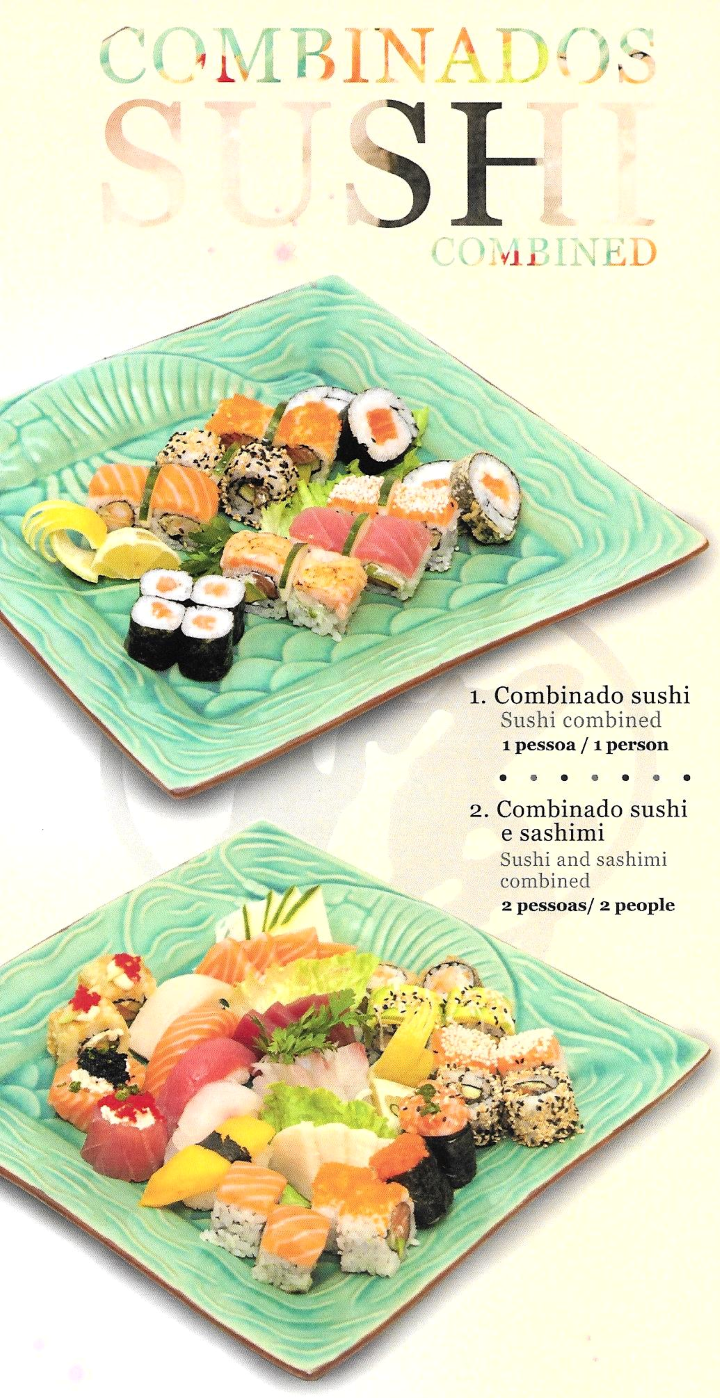 COMBINADOS
SUSHI
COMBINED
1. Combinado sushi
Sushi combined
1 pessoa / 1 person
2. Combinado sushi
e sashimi
Sushi and sashimi
combined
2 pessoas/ 2 people